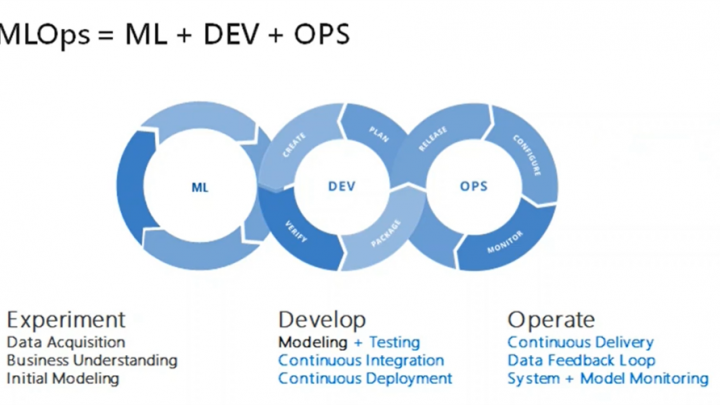 MLOps = ML + DEV + OPS
ML
DEV
CREATE
PLAN
VERIFY
PACKAGE
OPS
RELEASE
CONFIGURE
MONITOR
Experiment
Data Acquisition
Business Understanding
Initial Modeling
Develop
Modeling + Testing
Continuous Integration
Continuous Deployment
Operate
Continuous Delivery
Data Feedback Loop
System + Model Monitoring